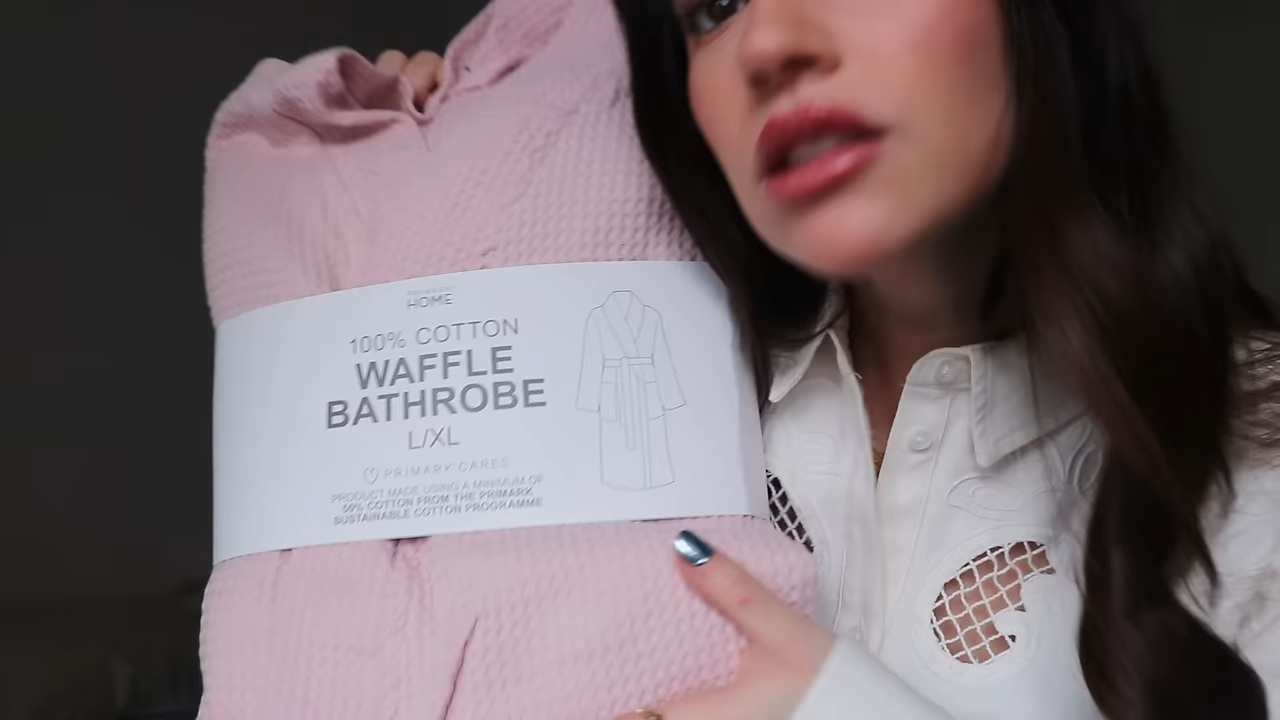 HOME
100% COTTON
WAFFLE
BATHROBE
L/XL
PRIMARK CARES
PRODUCT MADE USING A MINIMUM OF
50% COTTON FROM THE PRIMARK
SUSTAINABLE COTTON PROGRAMME